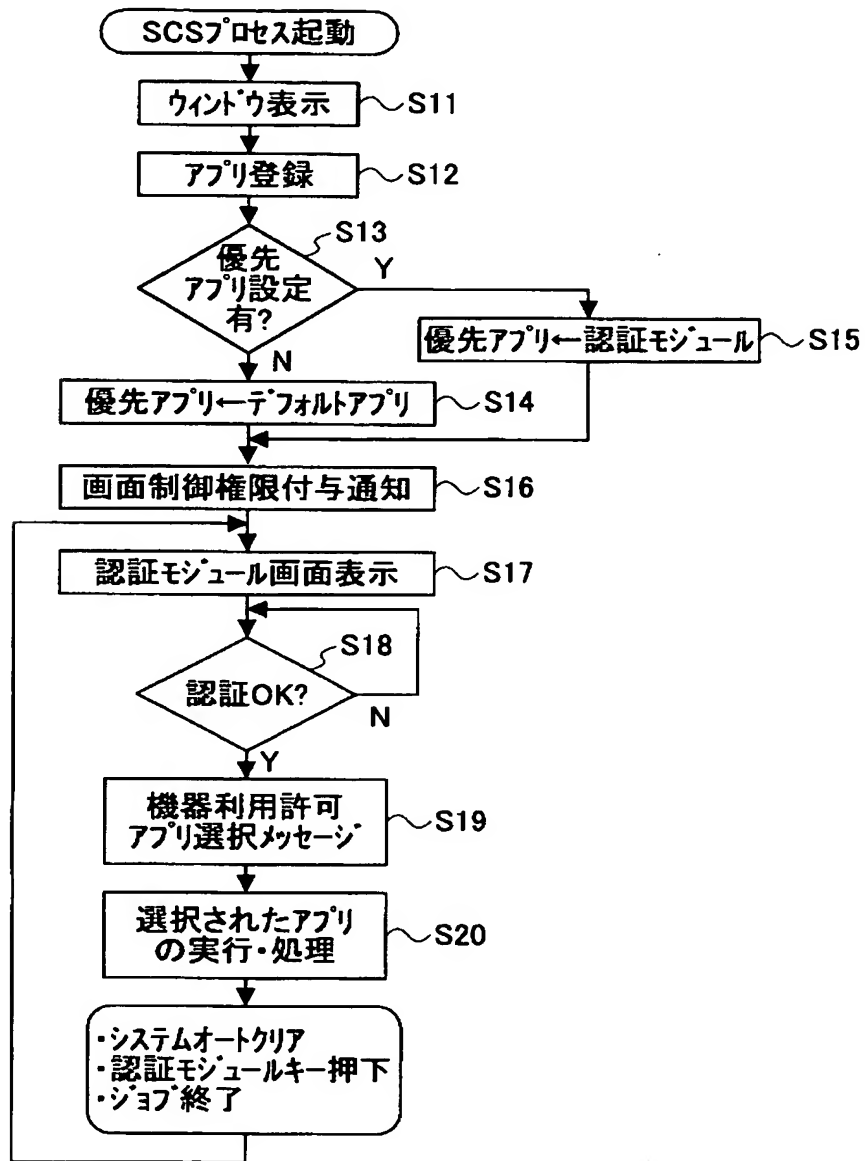 SCSプロセス起動
ウィンドウ表示
S11
アプリ登録
S12
S13
優先
アプリ設定
有?
Y
優先アプリ←認証モジュール
S15
N
優先アプリ←デフォルトアプリ
S14
画面制御権限付与通知
S16
認証モジュール画面表示
S17
S18
認証OK?
N
Y
機器利用許可
アプリ選択メッセージ
S19
選択されたアプリ
の実行・処理
S20
・システムオートクリア
・認証モジュールキー押下
・ジョブ終了